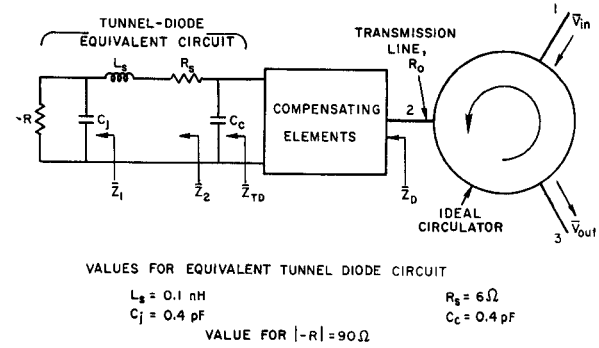 TUNNEL-DIODE
EQUIVALENT CIRCUIT
Ls
Rs
-R
Cj
Cc
Z̄1
Z̄2
Z̄TD
COMPENSATING
ELEMENTS
TRANSMISSION
LINE,
Ro
2
Z̄D
1
V̄in
IDEAL
CIRCULATOR
3
V̄out
VALUES FOR EQUIVALENT TUNNEL DIODE CIRCUIT
Ls = 0.1 nH
Rs = 6Ω
Cj = 0.4 pF
Cc = 0.4 pF
VALUE FOR |-R| = 90Ω